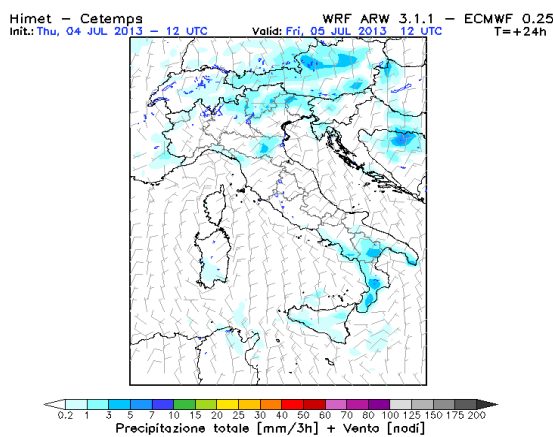 Himet – Cetemps WRF ARW 3.1.1 – ECMWF 0.25
Init.: Thu, 04 JUL 2013 – 12 UTC Valid: Fri, 05 JUL 2013 12 UTC T=+24h
0.2 1 3 5 7 10 15 20 25 30 40 50 60 70 80 100 125 150 175 200
Precipitazione totale [mm/3h] + Vento [nodi]